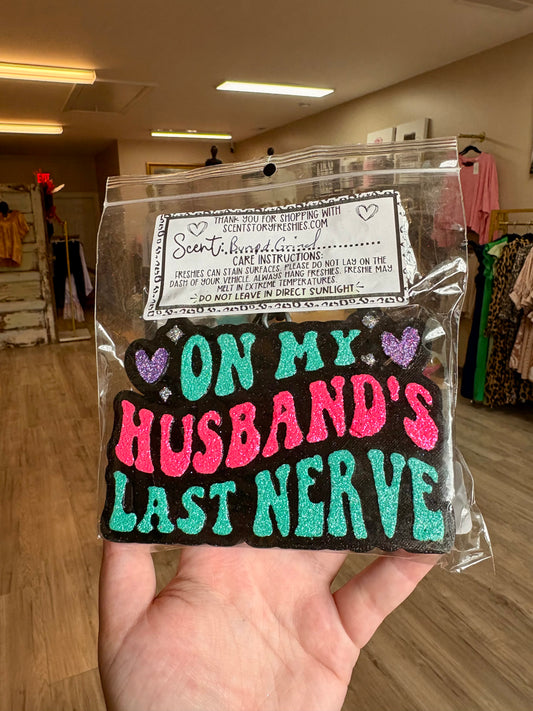 THANK YOU FOR SHOPPING WITH
SCENTSTORYFRESHIES.COM
Scent:
CARE INSTRUCTIONS:
FRESHIES CAN STAIN SURFACES, PLEASE DO NOT LAY ON THE
DASH OF YOUR VEHICLE. ALWAYS HANG FRESHIES. FRESHIE MAY
MELT IN EXTREME TEMPERATURES.
DO NOT LEAVE IN DIRECT SUNLIGHT
ON MY
HUSBAND'S
LAST NERVE